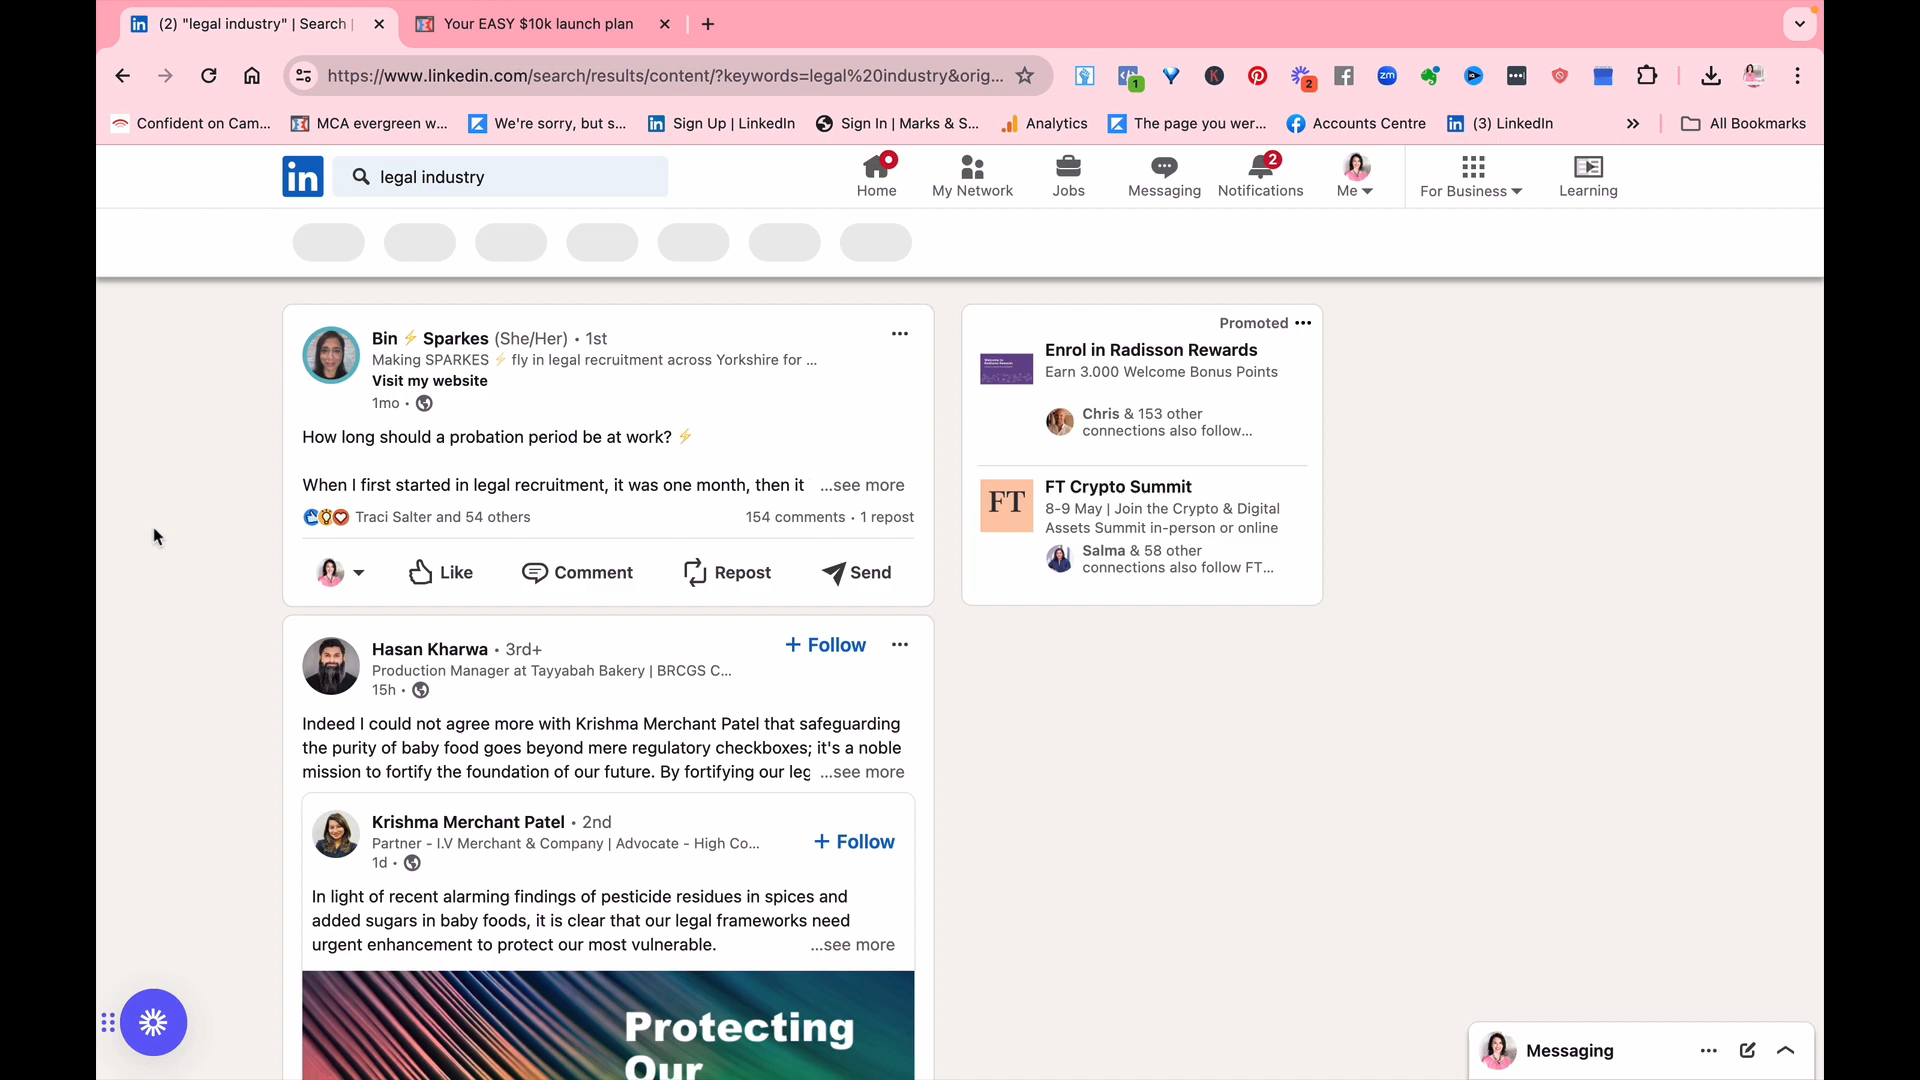 (2) "legal industry" | Search |
Your EASY $10k launch plan
https://www.linkedin.com/search/results/content/?keywords=legal%20industry&orig...
1
2
zm
Confident on Cam...
MCA evergreen w...
We're sorry, but s...
Sign Up | LinkedIn
Sign In | Marks & S...
Analytics
The page you wer...
Accounts Centre
(3) LinkedIn
All Bookmarks
in
legal industry
Home
My Network
Jobs
Messaging
2
Notifications
Me
For Business
Learning
Bin ⚡ Sparkes (She/Her) • 1st
Making SPARKES ⚡ fly in legal recruitment across Yorkshire for ...
Visit my website
1mo •
How long should a probation period be at work? ⚡
When I first started in legal recruitment, it was one month, then it ...see more
Traci Salter and 54 others
154 comments • 1 repost
Like
Comment
Repost
Send
Hasan Kharwa • 3rd+
+ Follow
Production Manager at Tayyabah Bakery | BRCGS C...
15h •
Indeed I could not agree more with Krishma Merchant Patel that safeguarding
the purity of baby food goes beyond mere regulatory checkboxes; it's a noble
mission to fortify the foundation of our future. By fortifying our leg ...see more
Krishma Merchant Patel • 2nd
+ Follow
Partner - I.V Merchant & Company | Advocate - High Co...
1d •
In light of recent alarming findings of pesticide residues in spices and
added sugars in baby foods, it is clear that our legal frameworks need
urgent enhancement to protect our most vulnerable. ...see more
Protecting
Our
Promoted
Enrol in Radisson Rewards
Earn 3.000 Welcome Bonus Points
Chris & 153 other
connections also follow...
FT
FT Crypto Summit
8-9 May | Join the Crypto & Digital
Assets Summit in-person or online
Salma & 58 other
connections also follow FT...
Messaging